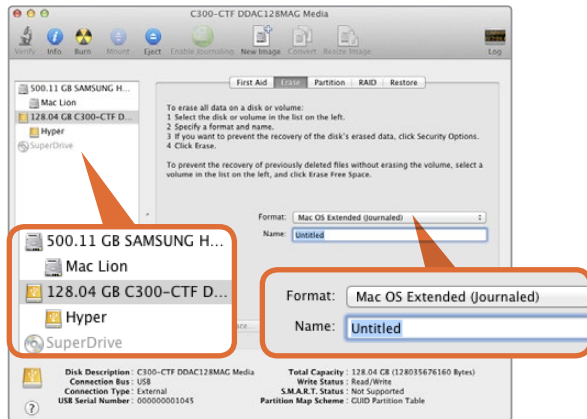 C300-CTF DDAC128MAG Media
Verify Info Burn Mount Eject Enable Journaling New Image Convert Resize Image Log
First Aid Erase Partition RAID Restore
500.11 GB SAMSUNG H...
Mac Lion
128.04 GB C300-CTF D...
Hyper
SuperDrive
To erase all data on a disk or volume:
1 Select the disk or volume in the list on the left.
2 Specify a format and name.
3 If you want to prevent the recovery of the disk's erased data, click Security Options.
4 Click Erase.
To prevent the recovery of previously deleted files without erasing the volume, select a
volume in the list on the left, and click Erase Free Space.
Format: Mac OS Extended (Journaled)
Name: Untitled
500.11 GB SAMSUNG H...
Mac Lion
128.04 GB C300-CTF D...
Hyper
SuperDrive
Format: Mac OS Extended (Journaled)
Name: Untitled
Disk Description : C300-CTF DDAC128MAG Media
Connection Bus : USB
Connection Type : External
USB Serial Number : 000000001045
Total Capacity : 128.04 GB (128035676160 Bytes)
Write Status : Read/Write
S.M.A.R.T. Status : Not Supported
Partition Map Scheme : GUID Partition Table
?